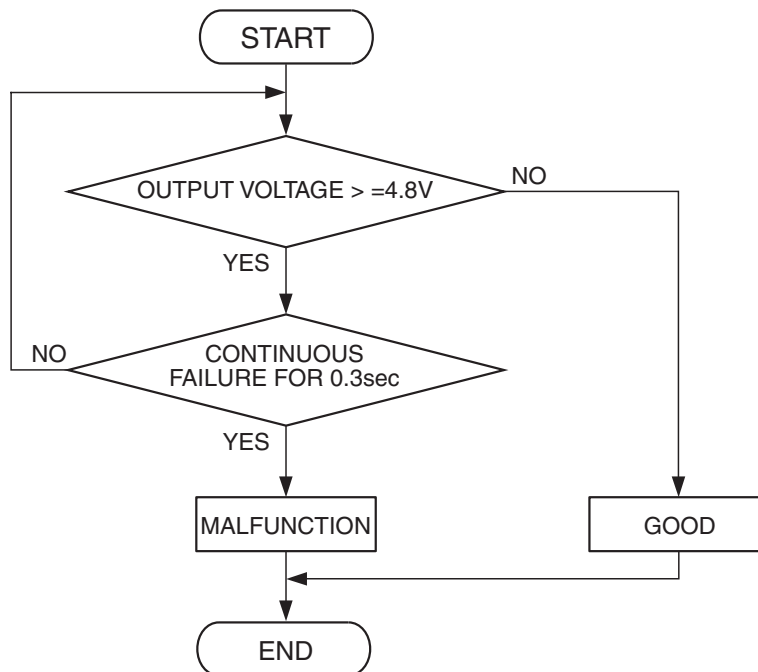 START
OUTPUT VOLTAGE > =4.8V
NO
YES
NO
CONTINUOUS
FAILURE FOR 0.3sec
YES
MALFUNCTION
GOOD
END